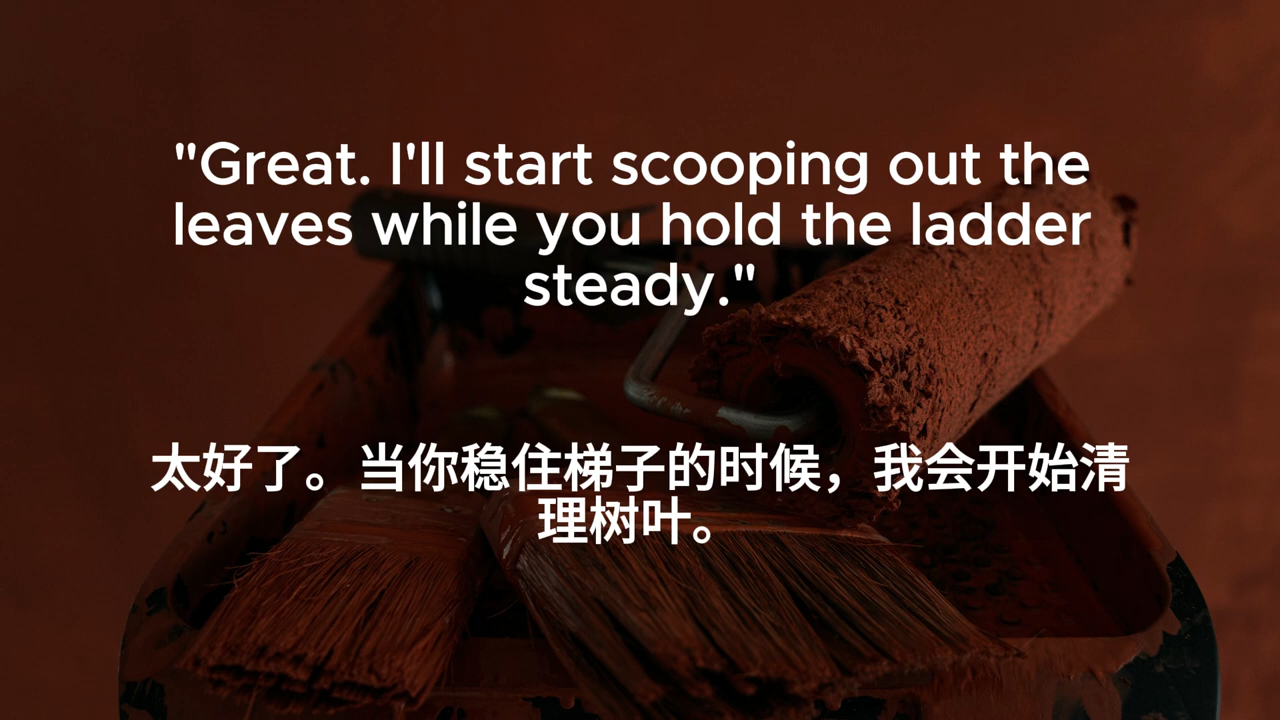 "Great. I'll start scooping out the
leaves while you hold the ladder
steady."
太好了。当你稳住梯子的时候，我会开始清
理树叶。